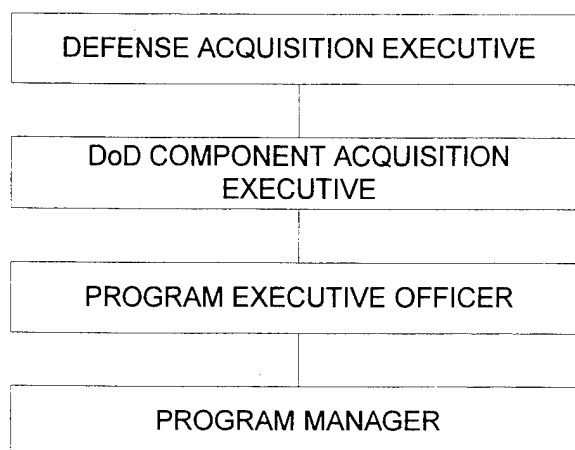 DEFENSE ACQUISITION EXECUTIVE
DoD COMPONENT ACQUISITION
EXECUTIVE
PROGRAM EXECUTIVE OFFICER
PROGRAM MANAGER